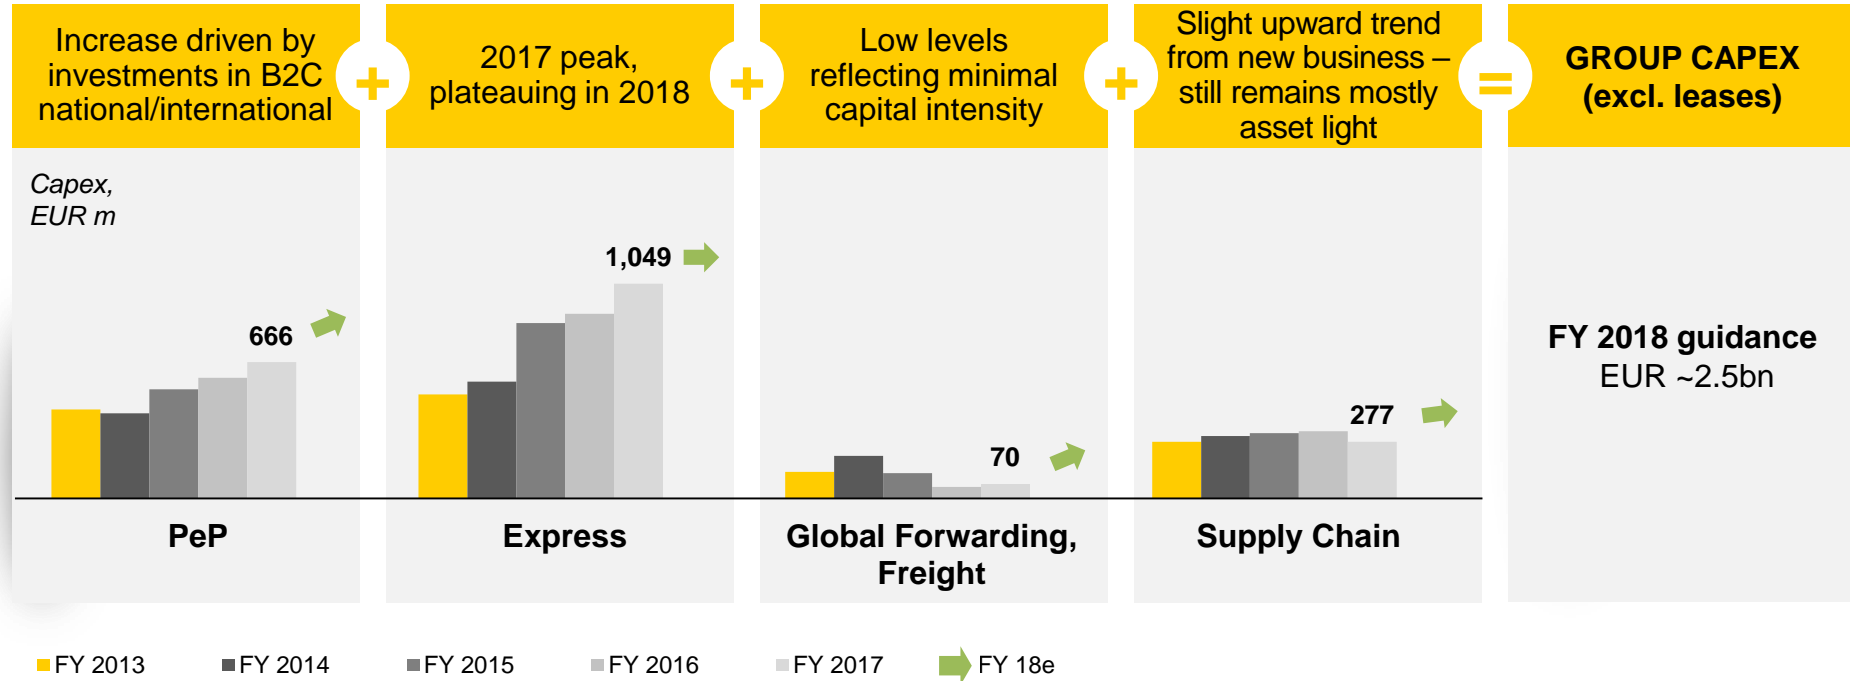 Increase driven by
investments in B2C
national/international
+
2017 peak,
plateauing in 2018
+
Low levels
reflecting minimal
capital intensity
+
Slight upward trend
from new business –
still remains mostly
asset light
=
GROUP CAPEX
(excl. leases)
Capex,
EUR m
666
1,049
70
277
FY 2018 guidance
EUR ~2.5bn
PeP
Express
Global Forwarding,
Freight
Supply Chain
FY 2013
FY 2014
FY 2015
FY 2016
FY 2017
FY 18e